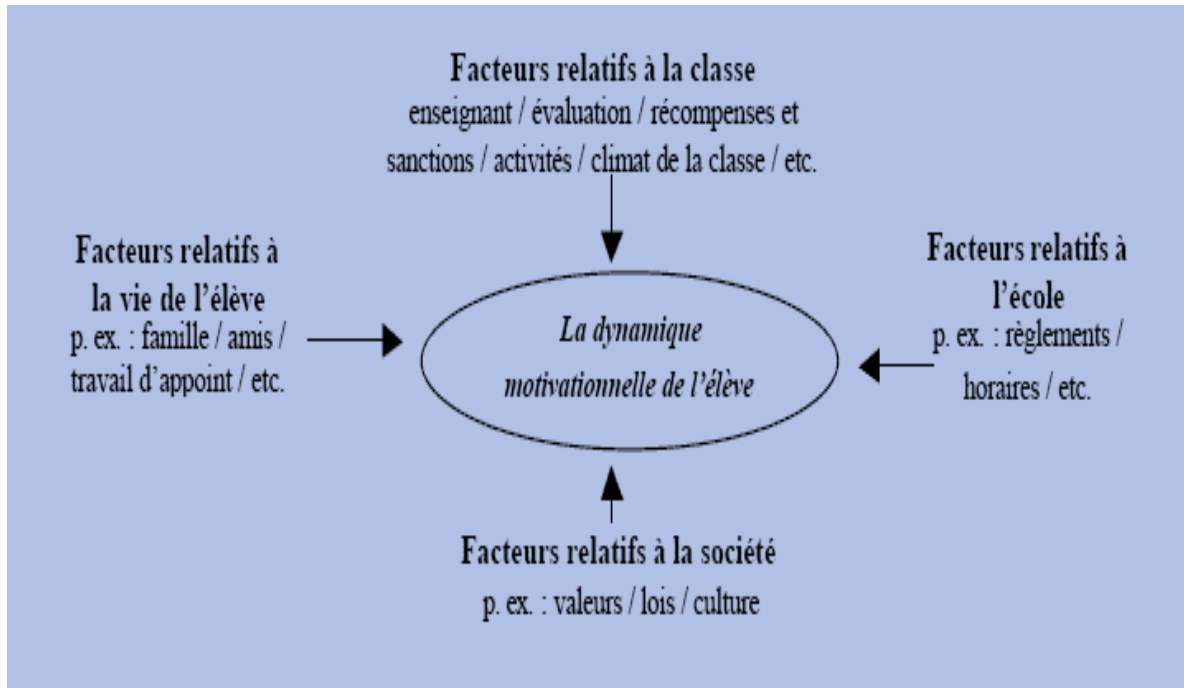 Facteurs relatifs à la classe
enseignant / évaluation / récompenses et
sanctions / activités / climat de la classe / etc.
Facteurs relatifs à
la vie de l'élève
p. ex. : famille / amis /
travail d'appoint / etc.
La dynamique
motivationnelle de l'élève
Facteurs relatifs à
l'école
p. ex. : règlements /
horaires / etc.
Facteurs relatifs à la société
p. ex. : valeurs / lois / culture